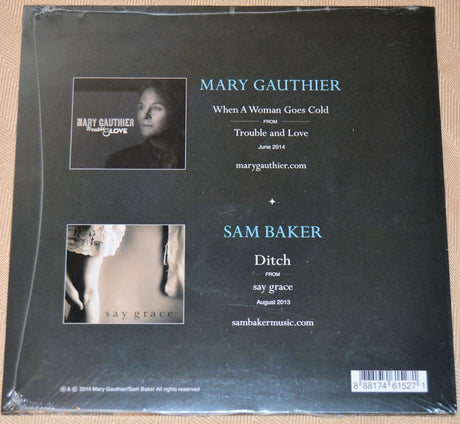 MARY GAUTHIER
When A Woman Goes Cold
FROM
Trouble and Love
June 2014
marygauthier.com
MARY GAUTHIER
trouble & LOVE
SAM BAKER
Ditch
FROM
say grace
August 2013
sambakermusic.com
say grace
℗ & © 2014 Mary Gauthier/Sam Baker All rights reserved
8 88174 61527 1